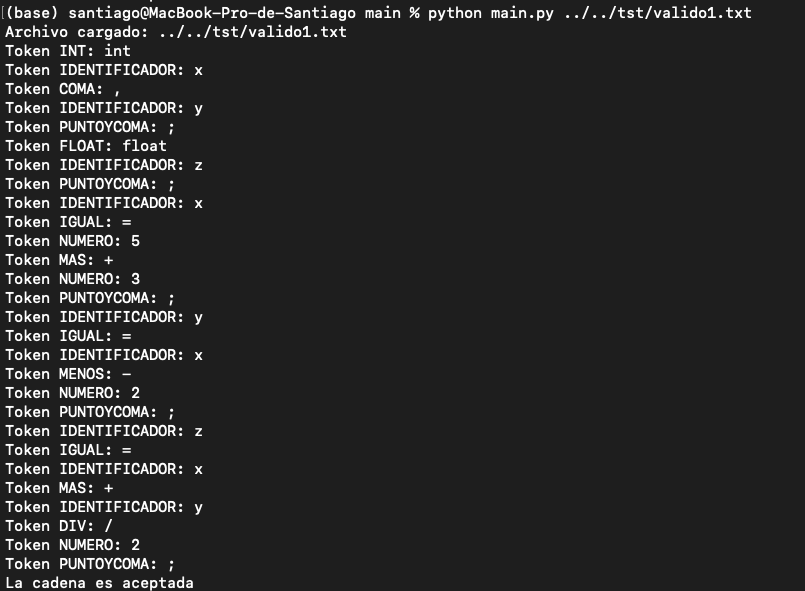 (base) santiago@MacBook-Pro-de-Santiago main % python main.py ../../tst/valido1.txt
Archivo cargado: ../../tst/valido1.txt
Token INT: int
Token IDENTIFICADOR: x
Token COMA: ,
Token IDENTIFICADOR: y
Token PUNTOYCOMA: ;
Token FLOAT: float
Token IDENTIFICADOR: z
Token PUNTOYCOMA: ;
Token IDENTIFICADOR: x
Token IGUAL: =
Token NUMERO: 5
Token MAS: +
Token NUMERO: 3
Token PUNTOYCOMA: ;
Token IDENTIFICADOR: y
Token IGUAL: =
Token IDENTIFICADOR: x
Token MENOS: -
Token NUMERO: 2
Token PUNTOYCOMA: ;
Token IDENTIFICADOR: z
Token IGUAL: =
Token IDENTIFICADOR: x
Token MAS: +
Token IDENTIFICADOR: y
Token DIV: /
Token NUMERO: 2
Token PUNTOYCOMA: ;
La cadena es aceptada